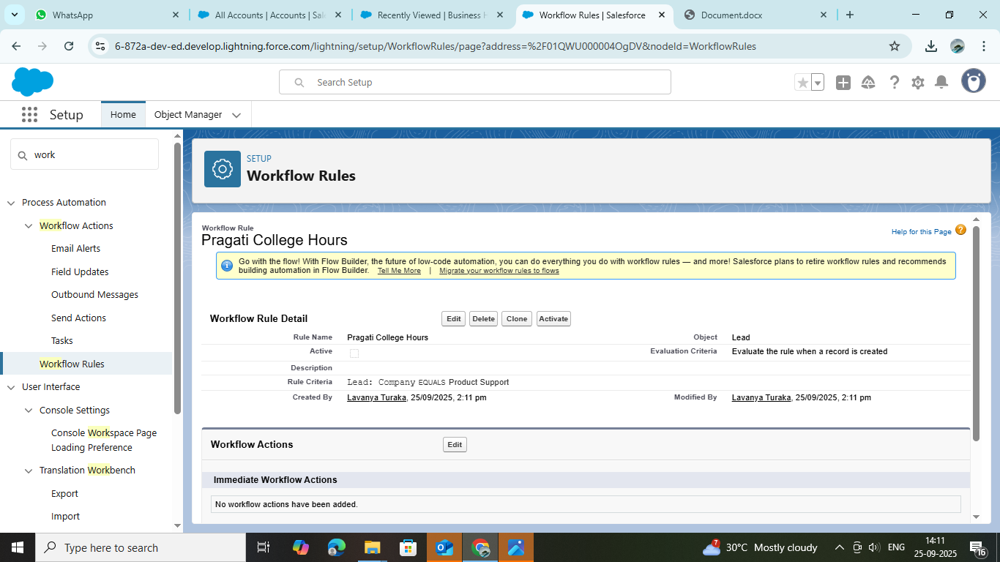 WhatsApp
All Accounts | Accounts | Sal
Recently Viewed | Business H
Workflow Rules | Salesforce
Document.docx
6-872a-dev-ed.develop.lightning.force.com/lightning/setup/WorkflowRules/page?address=%2F01QWU000004OgDV&nodeId=WorkflowRules
Search Setup
Setup
Home
Object Manager
work
Process Automation
Workflow Actions
Email Alerts
Field Updates
Outbound Messages
Send Actions
Tasks
Workflow Rules
User Interface
Console Settings
Console Workspace Page
Loading Preference
Translation Workbench
Export
Import
SETUP
Workflow Rules
Workflow Rule
Pragati College Hours
Help for this Page ?
Go with the flow! With Flow Builder, the future of low-code automation, you can do everything you do with workflow rules — and more! Salesforce plans to retire workflow rules and recommends
building automation in Flow Builder. Tell Me More | Migrate your workflow rules to flows
Workflow Rule Detail Edit Delete Clone Activate
Rule Name Pragati College Hours Object Lead
Active Evaluation Criteria Evaluate the rule when a record is created
Description
Rule Criteria Lead: Company EQUALS Product Support
Created By Lavanya Turaka, 25/09/2025, 2:11 pm Modified By Lavanya Turaka, 25/09/2025, 2:11 pm
Workflow Actions Edit
Immediate Workflow Actions
No workflow actions have been added.
Type here to search
7
30°C Mostly cloudy
ENG
14:11
25-09-2025
16